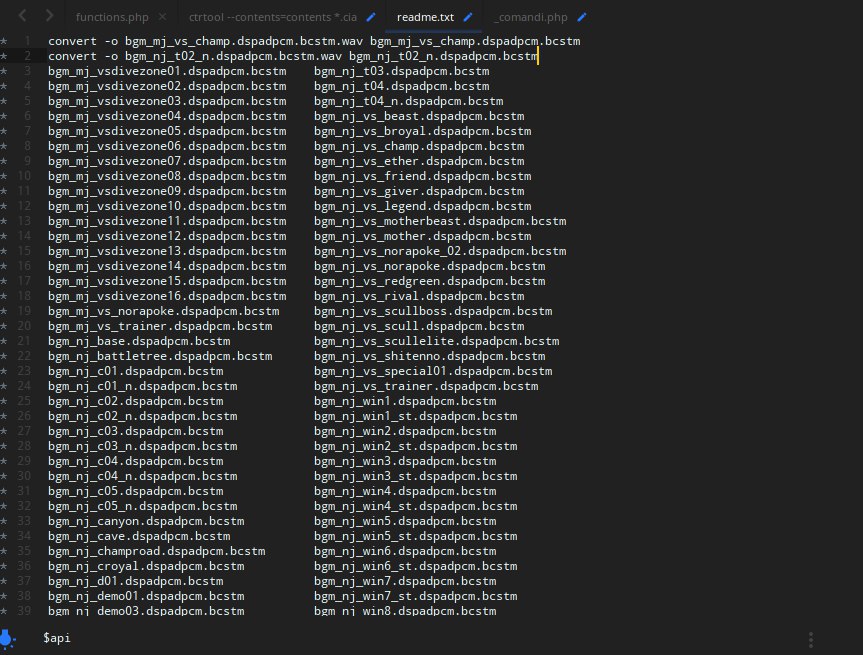 functions.php × ctrtool --contents=contents *.cia readme.txt _comandi.php
* 1 convert -o bgm_mj_vs_champ.dspadpcm.bcstm.wav bgm_mj_vs_champ.dspadpcm.bcstm
* 2 convert -o bgm_nj_t02_n.dspadpcm.bcstm.wav bgm_nj_t02_n.dspadpcm.bcstm
* 3 bgm_mj_vsdivezone01.dspadpcm.bcstm bgm_nj_t03.dspadpcm.bcstm
* 4 bgm_mj_vsdivezone02.dspadpcm.bcstm bgm_nj_t04.dspadpcm.bcstm
* 5 bgm_mj_vsdivezone03.dspadpcm.bcstm bgm_nj_t04_n.dspadpcm.bcstm
* 6 bgm_mj_vsdivezone04.dspadpcm.bcstm bgm_nj_vs_beast.dspadpcm.bcstm
* 7 bgm_mj_vsdivezone05.dspadpcm.bcstm bgm_nj_vs_broyal.dspadpcm.bcstm
* 8 bgm_mj_vsdivezone06.dspadpcm.bcstm bgm_nj_vs_champ.dspadpcm.bcstm
* 9 bgm_mj_vsdivezone07.dspadpcm.bcstm bgm_nj_vs_ether.dspadpcm.bcstm
* 10 bgm_mj_vsdivezone08.dspadpcm.bcstm bgm_nj_vs_friend.dspadpcm.bcstm
* 11 bgm_mj_vsdivezone09.dspadpcm.bcstm bgm_nj_vs_giver.dspadpcm.bcstm
* 12 bgm_mj_vsdivezone10.dspadpcm.bcstm bgm_nj_vs_legend.dspadpcm.bcstm
* 13 bgm_mj_vsdivezone11.dspadpcm.bcstm bgm_nj_vs_motherbeast.dspadpcm.bcstm
* 14 bgm_mj_vsdivezone12.dspadpcm.bcstm bgm_nj_vs_mother.dspadpcm.bcstm
* 15 bgm_mj_vsdivezone13.dspadpcm.bcstm bgm_nj_vs_norapoke_02.dspadpcm.bcstm
* 16 bgm_mj_vsdivezone14.dspadpcm.bcstm bgm_nj_vs_norapoke.dspadpcm.bcstm
* 17 bgm_mj_vsdivezone15.dspadpcm.bcstm bgm_nj_vs_redgreen.dspadpcm.bcstm
* 18 bgm_mj_vsdivezone16.dspadpcm.bcstm bgm_nj_vs_rival.dspadpcm.bcstm
* 19 bgm_mj_vs_norapoke.dspadpcm.bcstm bgm_nj_vs_scullboss.dspadpcm.bcstm
* 20 bgm_mj_vs_trainer.dspadpcm.bcstm bgm_nj_vs_scull.dspadpcm.bcstm
* 21 bgm_nj_base.dspadpcm.bcstm bgm_nj_vs_scullelite.dspadpcm.bcstm
* 22 bgm_nj_battletree.dspadpcm.bcstm bgm_nj_vs_shitenno.dspadpcm.bcstm
* 23 bgm_nj_c01.dspadpcm.bcstm bgm_nj_vs_special01.dspadpcm.bcstm
* 24 bgm_nj_c01_n.dspadpcm.bcstm bgm_nj_vs_trainer.dspadpcm.bcstm
* 25 bgm_nj_c02.dspadpcm.bcstm bgm_nj_win1.dspadpcm.bcstm
* 26 bgm_nj_c02_n.dspadpcm.bcstm bgm_nj_win1_st.dspadpcm.bcstm
* 27 bgm_nj_c03.dspadpcm.bcstm bgm_nj_win2.dspadpcm.bcstm
* 28 bgm_nj_c03_n.dspadpcm.bcstm bgm_nj_win2_st.dspadpcm.bcstm
* 29 bgm_nj_c04.dspadpcm.bcstm bgm_nj_win3.dspadpcm.bcstm
* 30 bgm_nj_c04_n.dspadpcm.bcstm bgm_nj_win3_st.dspadpcm.bcstm
* 31 bgm_nj_c05.dspadpcm.bcstm bgm_nj_win4.dspadpcm.bcstm
* 32 bgm_nj_c05_n.dspadpcm.bcstm bgm_nj_win4_st.dspadpcm.bcstm
* 33 bgm_nj_canyon.dspadpcm.bcstm bgm_nj_win5.dspadpcm.bcstm
* 34 bgm_nj_cave.dspadpcm.bcstm bgm_nj_win5_st.dspadpcm.bcstm
* 35 bgm_nj_champroad.dspadpcm.bcstm bgm_nj_win6.dspadpcm.bcstm
* 36 bgm_nj_croyal.dspadpcm.bcstm bgm_nj_win6_st.dspadpcm.bcstm
* 37 bgm_nj_d01.dspadpcm.bcstm bgm_nj_win7.dspadpcm.bcstm
* 38 bgm_nj_demo01.dspadpcm.bcstm bgm_nj_win7_st.dspadpcm.bcstm
* 39 bgm_nj_demo03.dspadpcm.bcstm bgm_nj_win8.dspadpcm.bcstm
$api